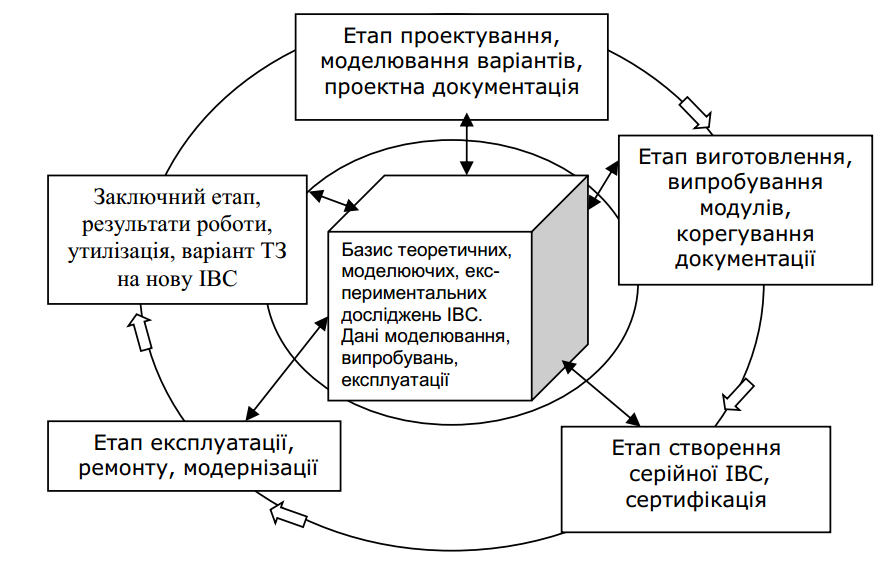 Етап проектування,
моделювання варіантів,
проектна документація
Етап виготовлення,
випробування
модулів,
корегування
документації
Заключний етап,
результати роботи,
утилізація, варіант ТЗ
на нову ІВС
Базис теоретичних,
моделюючих, екс-
периментальних
досліджень ІВС.
Дані моделювання,
випробувань,
експлуатації
Етап експлуатації,
ремонту, модернізації
Етап створення
серійної ІВС,
сертифікація